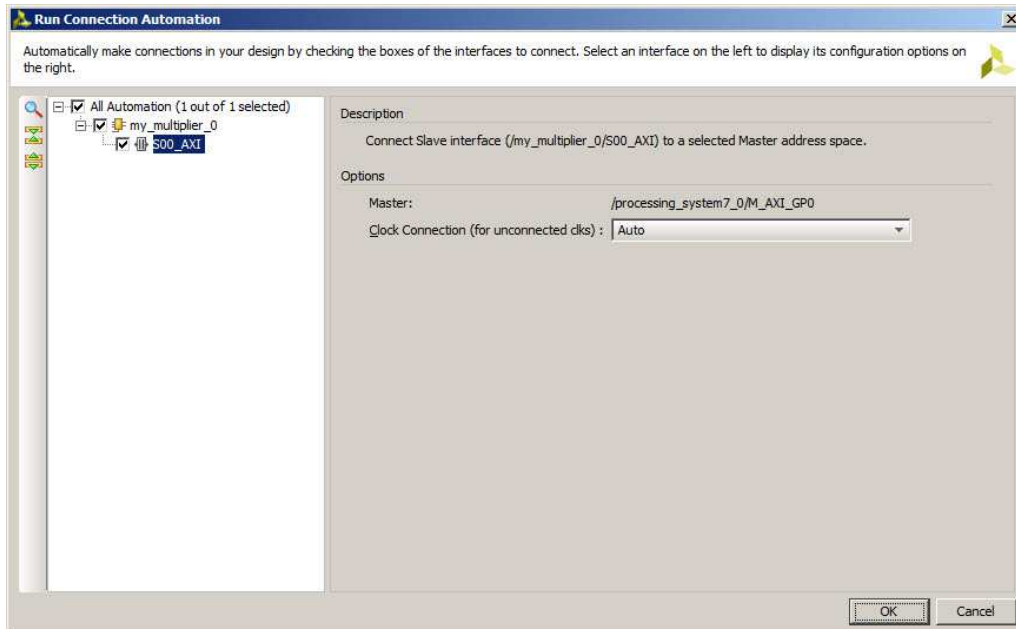 Run Connection Automation
Automatically make connections in your design by checking the boxes of the interfaces to connect. Select an interface on the left to display its configuration options on
the right.
All Automation (1 out of 1 selected)
my_multiplier_0
S00_AXI
Description
Connect Slave interface (/my_multiplier_0/S00_AXI) to a selected Master address space.
Options
Master: /processing_system7_0/M_AXI_GP0
Clock Connection (for unconnected clks) : Auto
OK Cancel